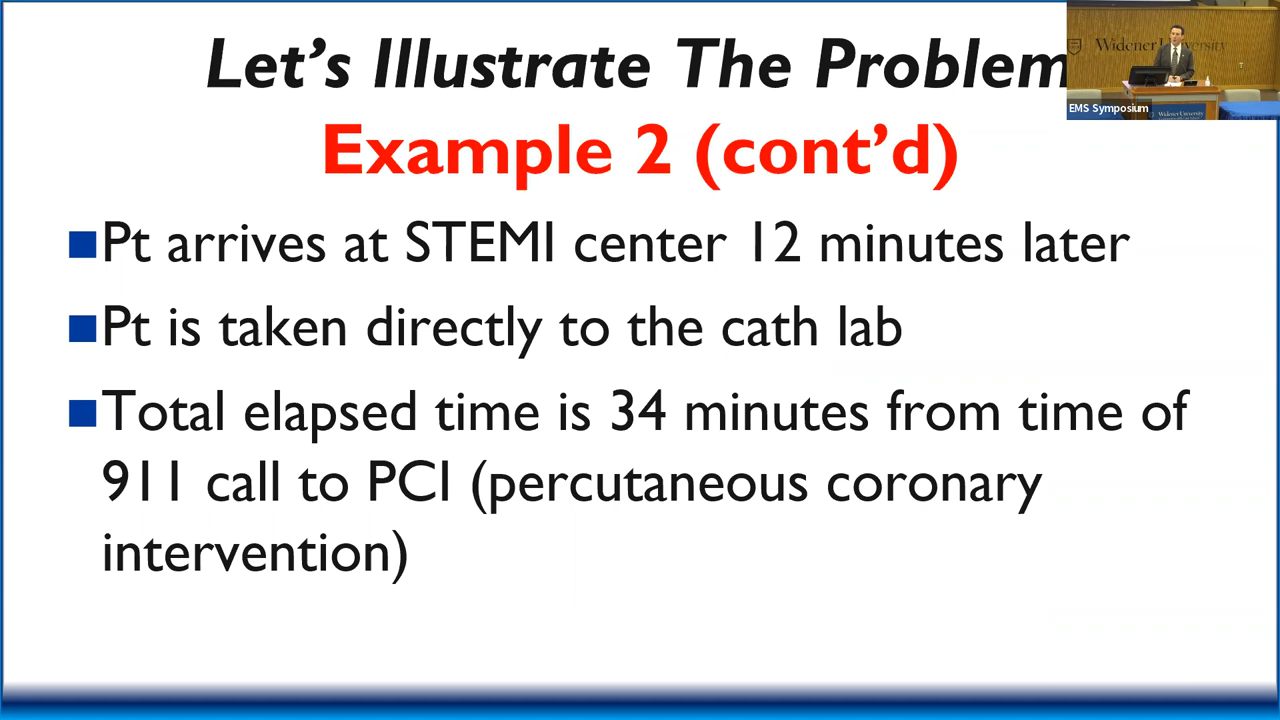 Let's Illustrate The Problem
Example 2 (cont'd)
■Pt arrives at STEMI center 12 minutes later
■Pt is taken directly to the cath lab
■Total elapsed time is 34 minutes from time of
911 call to PCI (percutaneous coronary
intervention)
Widener University
EMS Symposium
Widener University